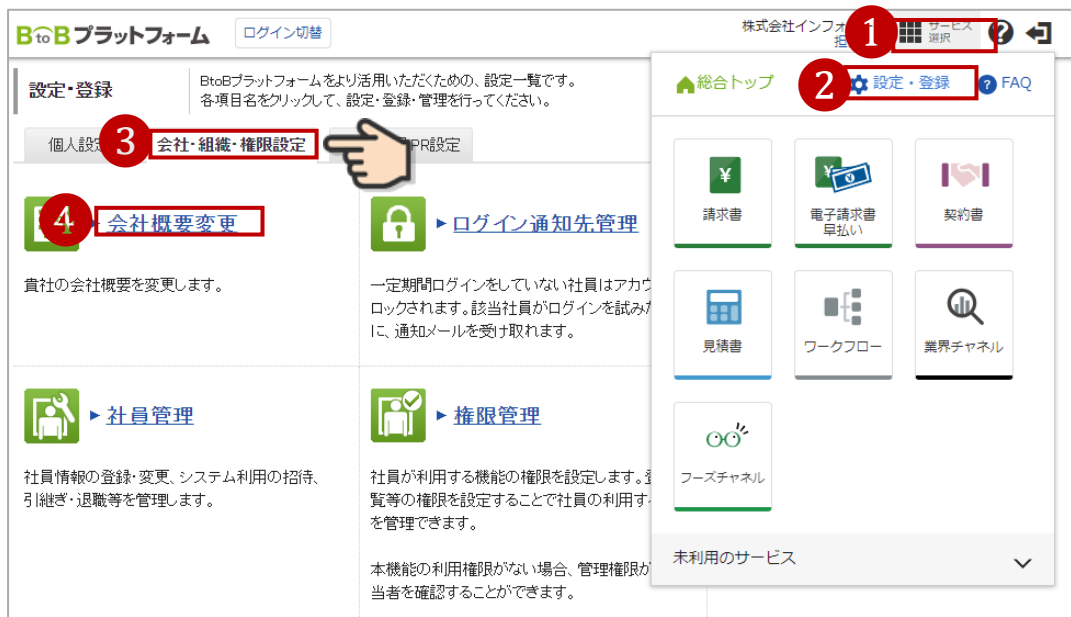 BtoBプラットフォーム
ログイン切替
株式会社インフォ
1
サービス
選択
?
設定・登録
BtoBプラットフォームをより活用いただくための、設定一覧です。
各項目名をクリックして、設定・登録・管理を行ってください。
総合トップ
2
設定・登録
? FAQ
個人設
3
会社・組織・権限設定
PR設定
4
会社概要変更
貴社の会社概要を変更します。
ログイン通知先管理
一定期間ログインをしていない社員はアカウ
ロックされます。該当社員がログインを試みた
に、通知メールを受け取れます。
社員管理
社員情報の登録・変更、システム利用の招待、
引継ぎ・退職等を管理します。
権限管理
社員が利用する機能の権限を設定します。
覧等の権限を設定することで社員の利用す
を管理できます。
本機能の利用権限がない場合、管理権限が
当者を確認することができます。
請求書
電子請求書
早払い
契約書
見積書
ワークフロー
業界チャネル
フーズチャネル
未利用のサービス